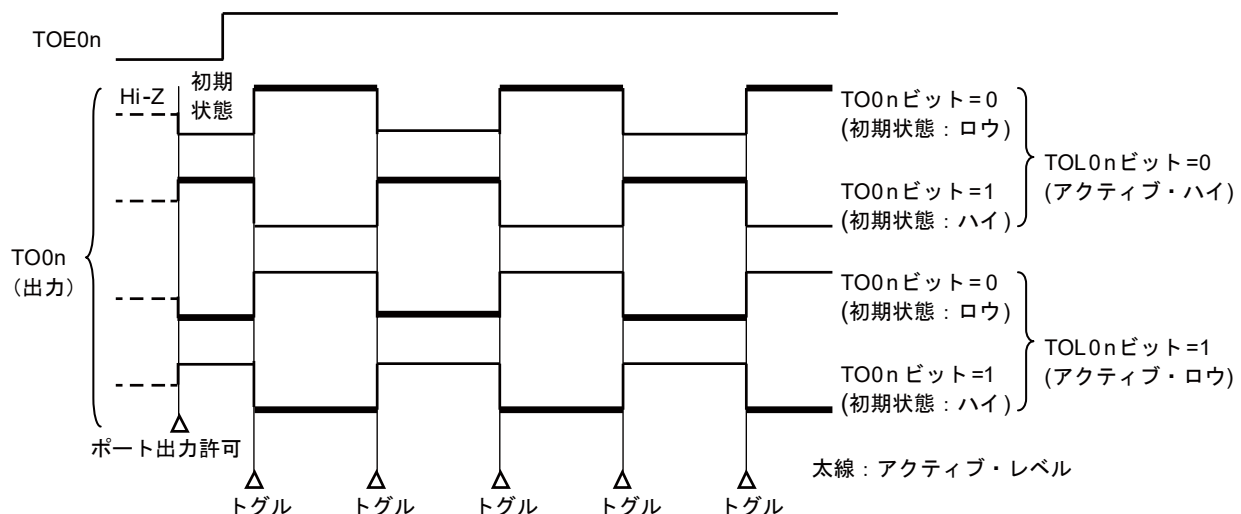 TOE0n
Hi-Z
初期
状態
TO0n
(出力)
TO0nビット=0
(初期状態：ロウ)
TO0nビット=1
(初期状態：ハイ)
TOL0nビット=0
(アクティブ・ハイ)
TO0nビット=0
(初期状態：ロウ)
TO0nビット=1
(初期状態：ハイ)
TOL0nビット=1
(アクティブ・ロウ)
ポート出力許可
太線：アクティブ・レベル
トグル
トグル
トグル
トグル
トグル